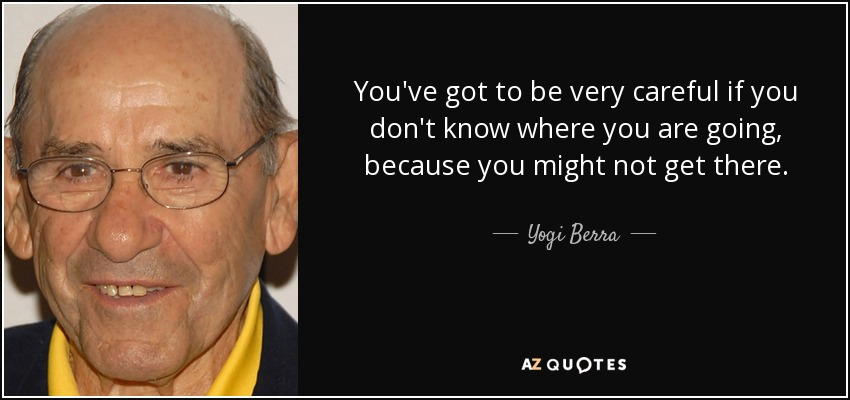 You've got to be very careful if you
don't know where you are going,
because you might not get there.
Yogi Berra
AZ QUOTES